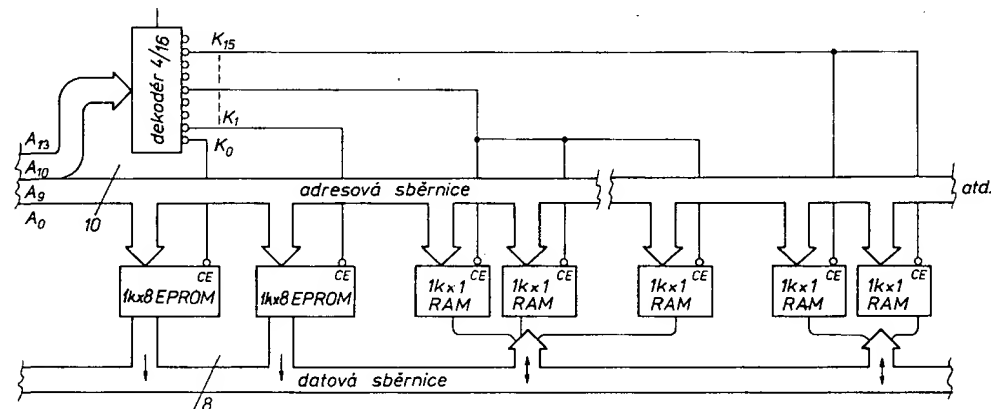 dekodér 4/16
K15
K1
K0
A13
A10
A9
A0
10
adresová sběrnice
atd.
CE
1k×8 EPROM
CE
1k×8 EPROM
CE
1k×1
RAM
CE
1k×1
RAM
CE
1k×1
RAM
CE
1k×1
RAM
CE
1k×1
RAM
datová sběrnice
8